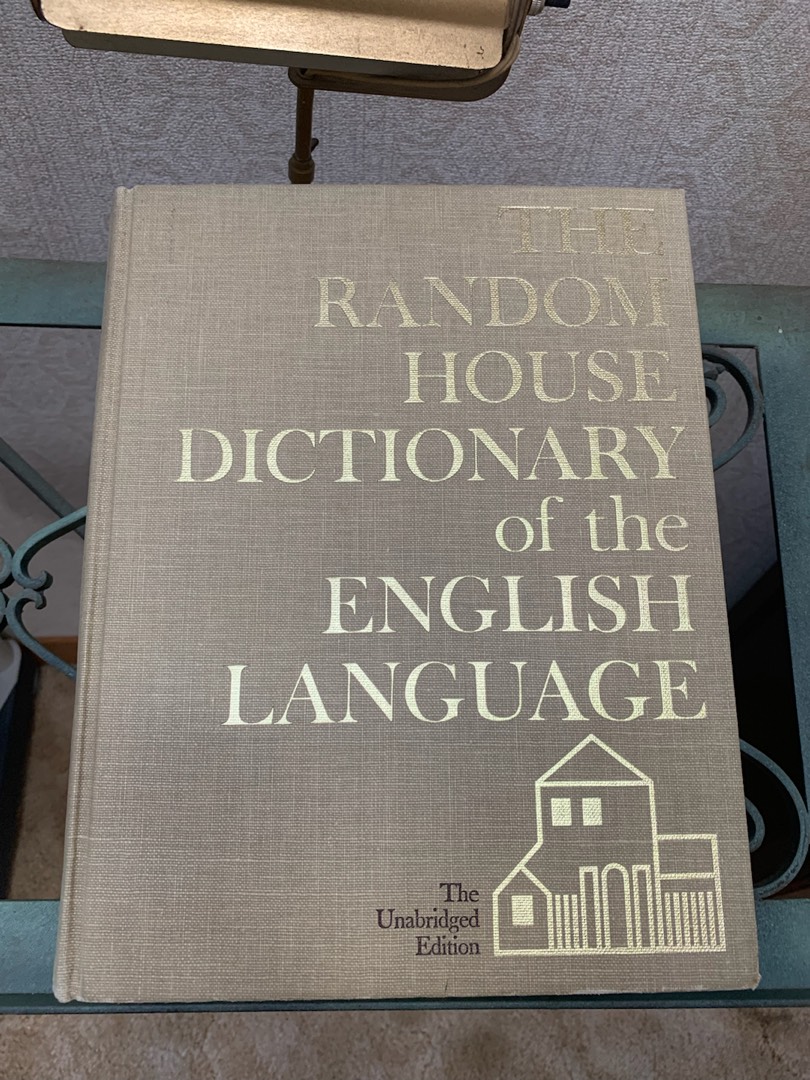 THE
RANDOM
HOUSE
DICTIONARY
of the
ENGLISH
LANGUAGE
The
Unabridged
Edition